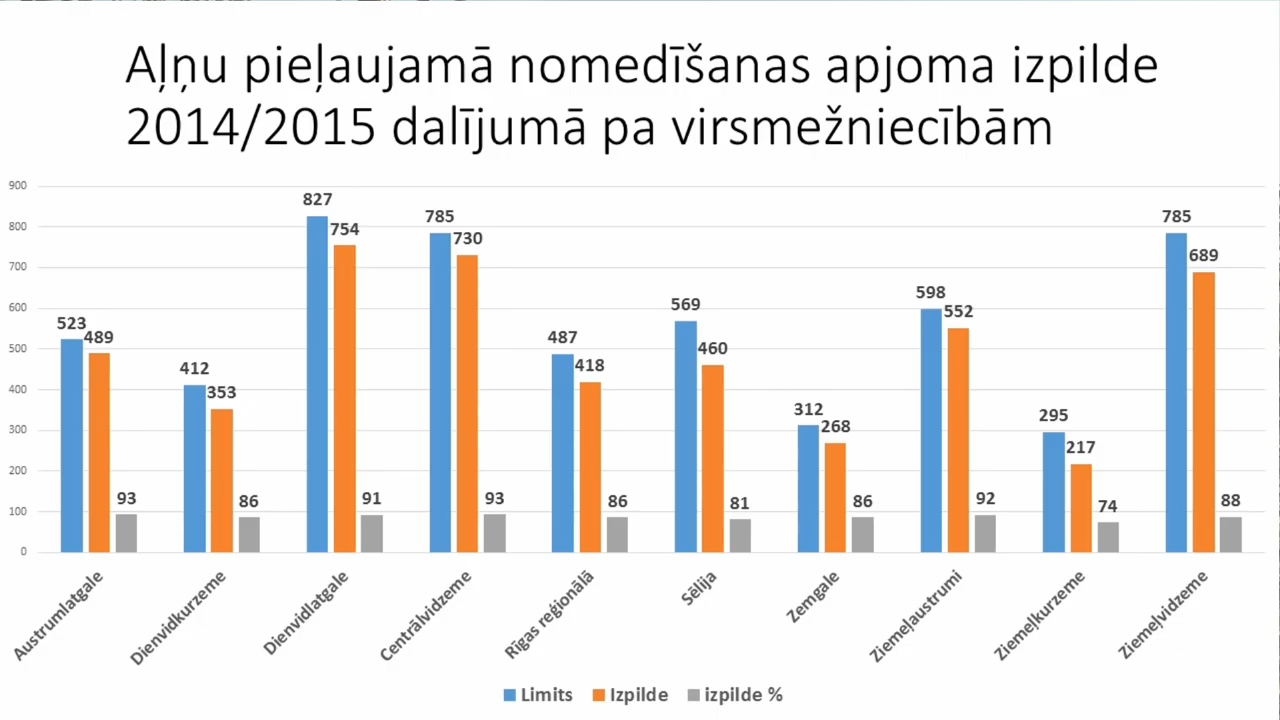 Aļņu pieļaujamā nomedīšanas apjoma izpilde
2014/2015 dalījumā pa virsmežniecībām
900
800
700
600
500
400
300
200
100
0
523 489 93
412 353 86
827 754 91
785 730 93
487 418 86
569 460 81
312 268 86
598 552 92
295 217 74
785 689 88
Austrumlatgale
Dienvidkurzeme
Dienvidlatgale
Centrālvidzeme
Rīgas reģionālā
Sēlija
Zemgale
Ziemeļaustrumi
Ziemeļkurzeme
Ziemeļvidzeme
Limits Izpilde izpilde %